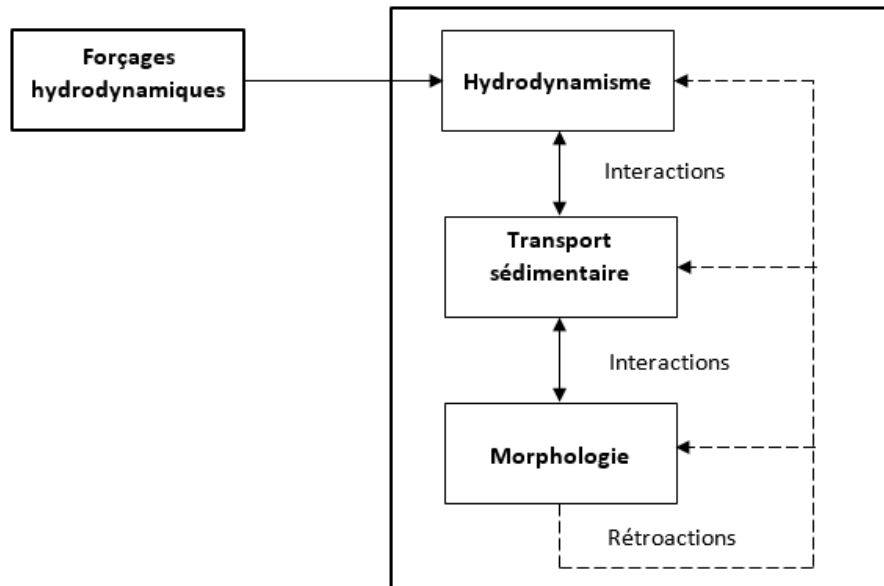 Forçages
hydrodynamiques
Hydrodynamisme
Interactions
Transport
sédimentaire
Interactions
Morphologie
Rétroactions